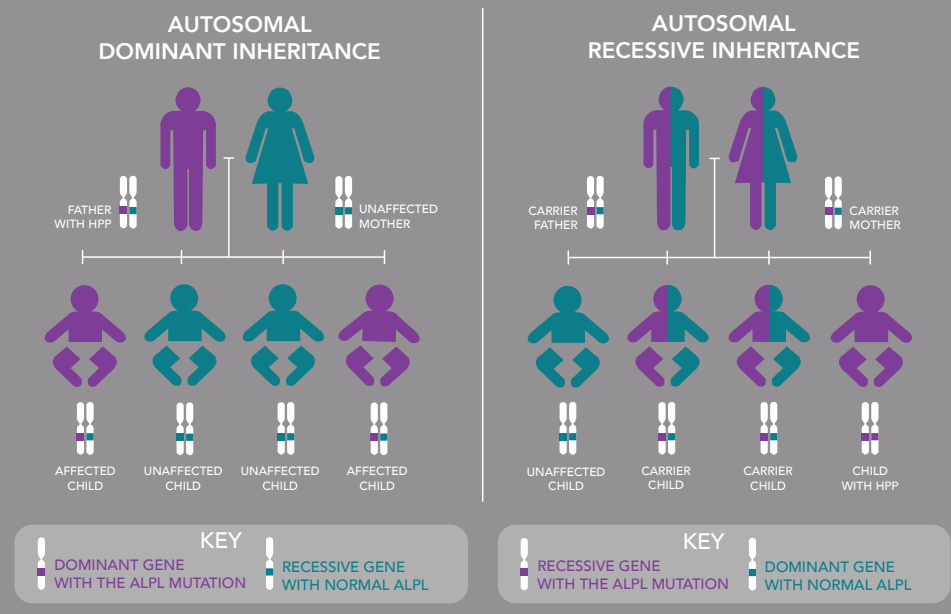 AUTOSOMAL
DOMINANT INHERITANCE
FATHER
WITH HPP
UNAFFECTED
MOTHER
AFFECTED
CHILD
UNAFFECTED
CHILD
UNAFFECTED
CHILD
AFFECTED
CHILD
KEY
DOMINANT GENE
WITH THE ALPL MUTATION
RECESSIVE GENE
WITH NORMAL ALPL
AUTOSOMAL
RECESSIVE INHERITANCE
CARRIER
FATHER
CARRIER
MOTHER
UNAFFECTED
CHILD
CARRIER
CHILD
CARRIER
CHILD
CHILD
WITH HPP
KEY
RECESSIVE GENE
WITH THE ALPL MUTATION
DOMINANT GENE
WITH NORMAL ALPL